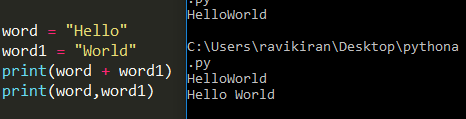 word = "Hello"
word1 = "World"
print(word + word1)
print(word,word1)
.py
HelloWorld
C:\Users\ravikiran\Desktop\pythona
.py
HelloWorld
Hello World